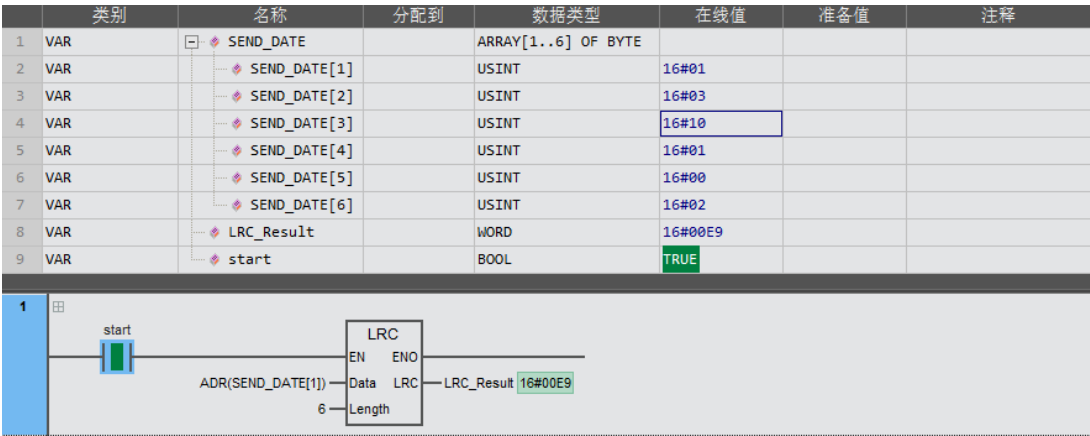 类别 名称 分配到 数据类型 在线值 准备值 注释
1 VAR SEND_DATE ARRAY[1..6] OF BYTE
2 VAR SEND_DATE[1] USINT 16#01
3 VAR SEND_DATE[2] USINT 16#03
4 VAR SEND_DATE[3] USINT 16#10
5 VAR SEND_DATE[4] USINT 16#01
6 VAR SEND_DATE[5] USINT 16#00
7 VAR SEND_DATE[6] USINT 16#02
8 VAR LRC_Result WORD 16#00E9
9 VAR start BOOL TRUE
1
start
LRC
EN ENO
ADR(SEND_DATE[1]) Data LRC LRC_Result 16#00E9
6 Length